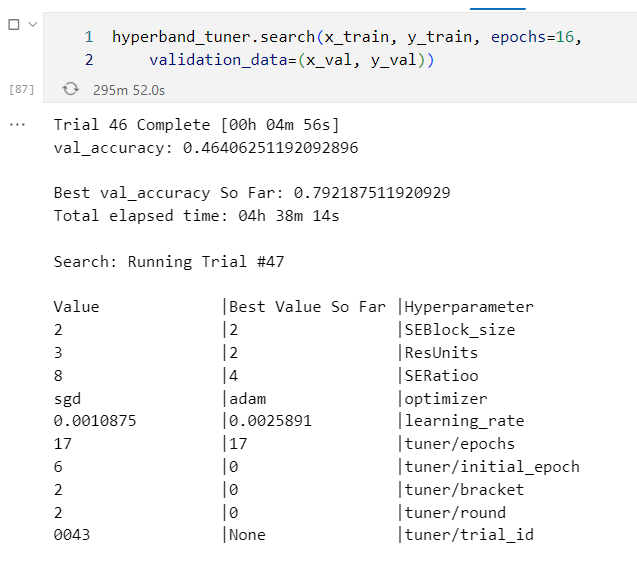 1 hyperband_tuner.search(x_train, y_train, epochs=16,
2 validation_data=(x_val, y_val))
[87] 295m 52.0s
... Trial 46 Complete [00h 04m 56s]
val_accuracy: 0.46406251192092896
Best val_accuracy So Far: 0.792187511920929
Total elapsed time: 04h 38m 14s
Search: Running Trial #47
Value |Best Value So Far |Hyperparameter
2 |2 |SEBlock_size
3 |2 |ResUnits
8 |4 |SERatioo
sgd |adam |optimizer
0.0010875 |0.0025891 |learning_rate
17 |17 |tuner/epochs
6 |0 |tuner/initial_epoch
2 |0 |tuner/bracket
2 |0 |tuner/round
0043 |None |tuner/trial_id